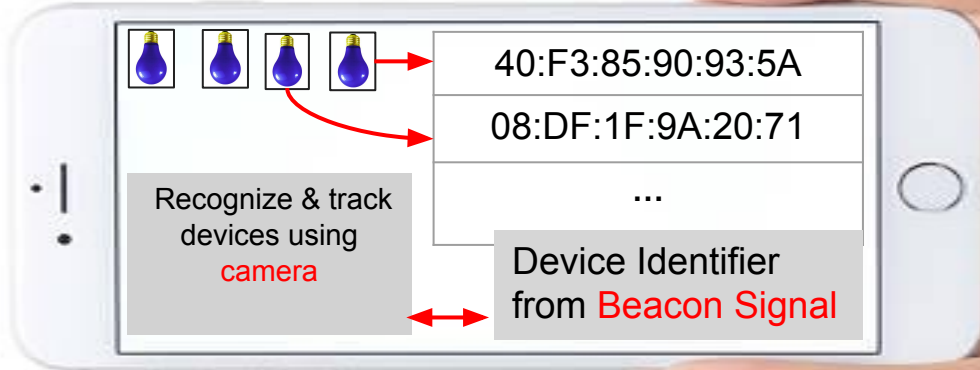 40:F3:85:90:93:5A
08:DF:1F:9A:20:71
...
Recognize & track
devices using
camera
Device Identifier
from Beacon Signal